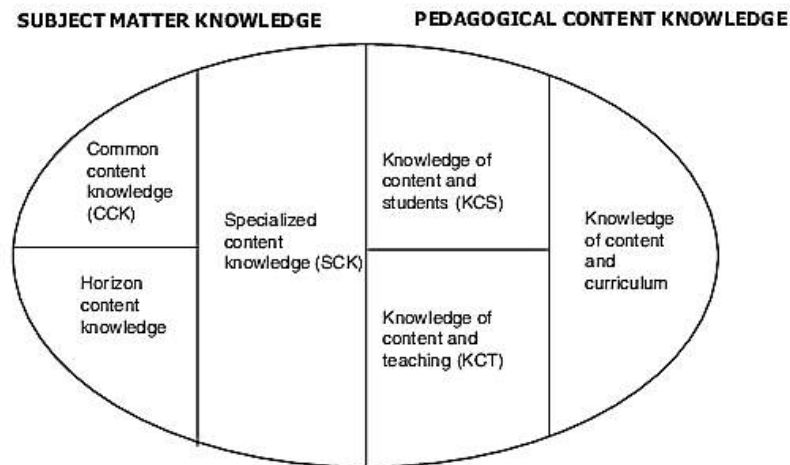 SUBJECT MATTER KNOWLEDGE
PEDAGOGICAL CONTENT KNOWLEDGE
Common
content
knowledge
(CCK)
Horizon
content
knowledge
Specialized
content
knowledge (SCK)
Knowledge of
content and
students (KCS)
Knowledge of
content and
teaching (KCT)
Knowledge
of content
and
curriculum